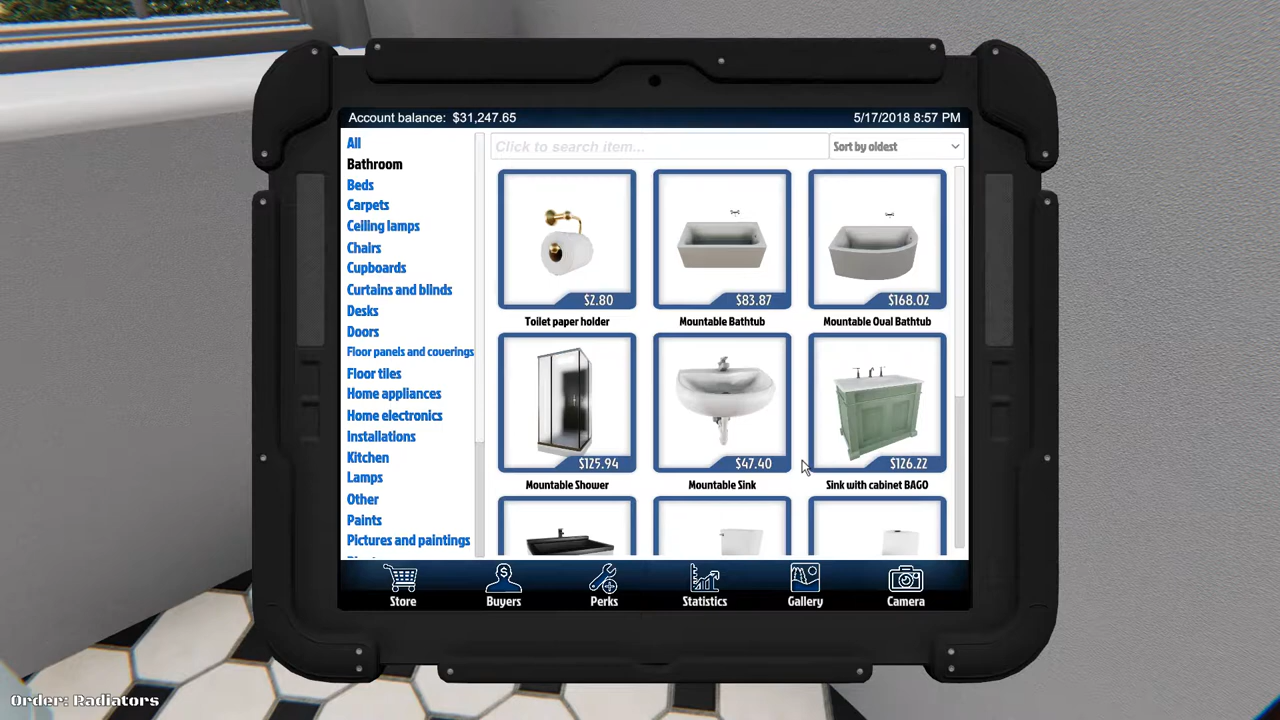 Account balance: $31,247.65
5/17/2018 8:57 PM
All
Bathroom
Beds
Carpets
Ceiling lamps
Chairs
Cupboards
Curtains and blinds
Desks
Doors
Floor panels and coverings
Floor tiles
Home appliances
Home electronics
Installations
Kitchen
Lamps
Other
Paints
Pictures and paintings
Click to search item...
Sort by oldest
$2.80
$83.87
$168.02
Toilet paper holder
Mountable Bathtub
Mountable Oval Bathtub
$125.94
$47.40
$126.22
Mountable Shower
Mountable Sink
Sink with cabinet BAGO
Store
Buyers
Perks
Statistics
Gallery
Camera
Order: Radiators